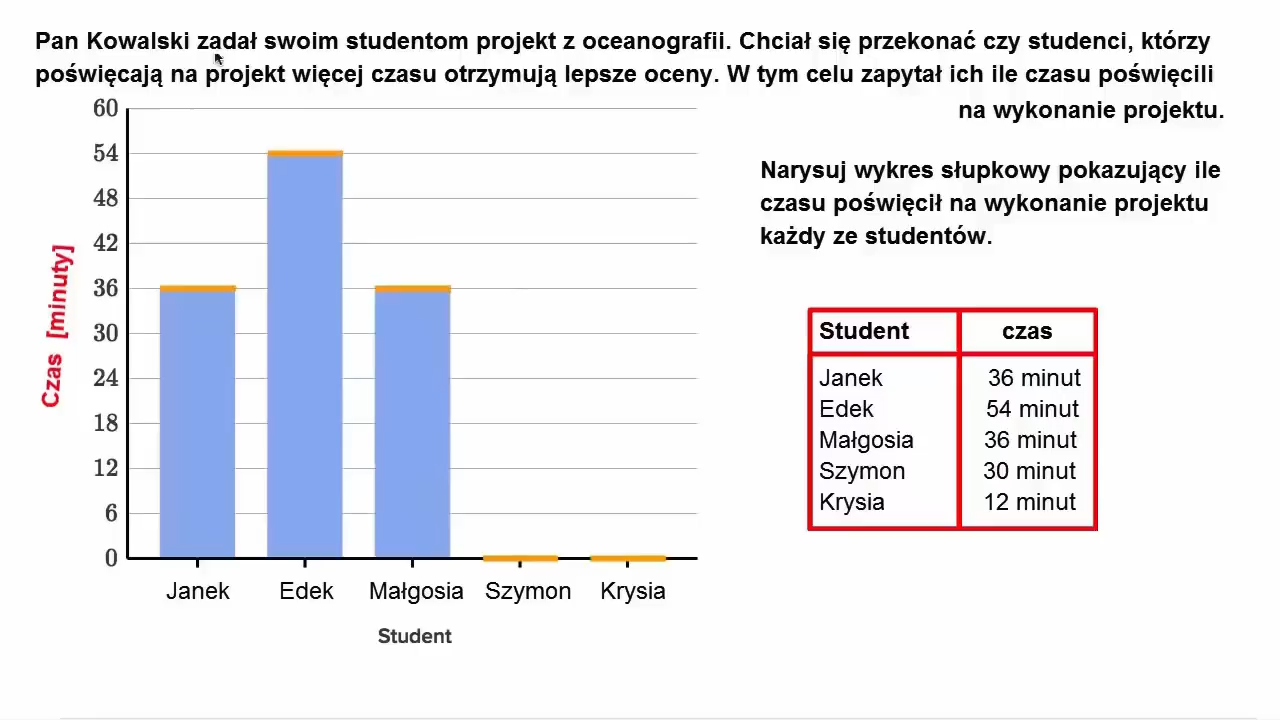 Pan Kowalski zadał swoim studentom projekt z oceanografii. Chciał się przekonać czy studenci, którzy
poświęcają na projekt więcej czasu otrzymują lepsze oceny. W tym celu zapytał ich ile czasu poświęcili
na wykonanie projektu.
Narysuj wykres słupkowy pokazujący ile
czasu poświęcił na wykonanie projektu
każdy ze studentów.
60
54
48
42
36
30
24
18
12
6
0
Czas [minuty]
Janek Edek Małgosia Szymon Krysia
Student
Student czas
Janek 36 minut
Edek 54 minut
Małgosia 36 minut
Szymon 30 minut
Krysia 12 minut